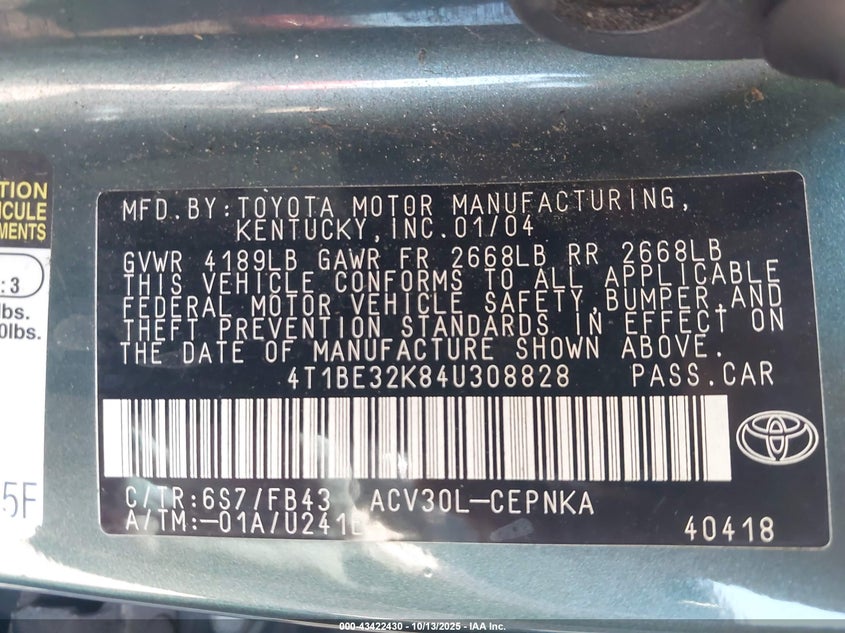 TION
VEHICULE
MENTS
: 3
lbs.
0lbs.
5F
MFD.BY:TOYOTA MOTOR MANUFACTURING,
KENTUCKY,INC.01/04
GVWR 4189LB GAWR FR 2668LB RR 2668LB
THIS VEHICLE CONFORMS TO ALL APPLICABLE
FEDERAL MOTOR VEHICLE SAFETY,BUMPER,AND
THEFT PREVENTION STANDARDS IN EFFECT ON
THE DATE OF MANUFACTURE SHOWN ABOVE.
4T1BE32K84U308828 PASS.CAR
C/TR:6S7/FB43 ACV30L-CEPNKA
A/TM:-01A/U241E
40418
000-43422430 - 10/13/2025 - IAA Inc.